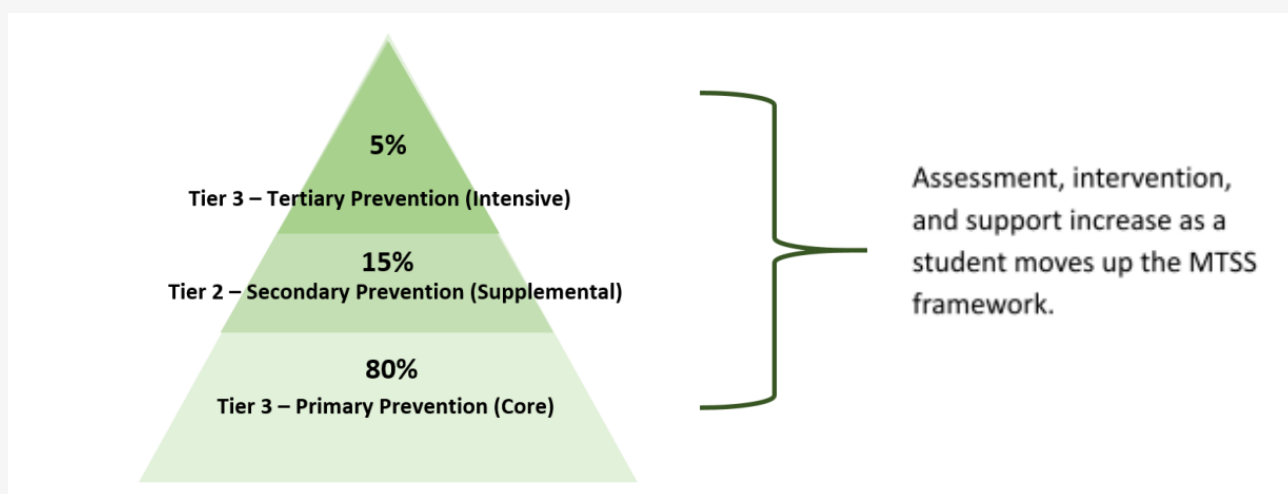 5%
Tier 3 – Tertiary Prevention (Intensive)
15%
Tier 2 – Secondary Prevention (Supplemental)
80%
Tier 3 – Primary Prevention (Core)
Assessment, intervention,
and support increase as a
student moves up the MTSS
framework.